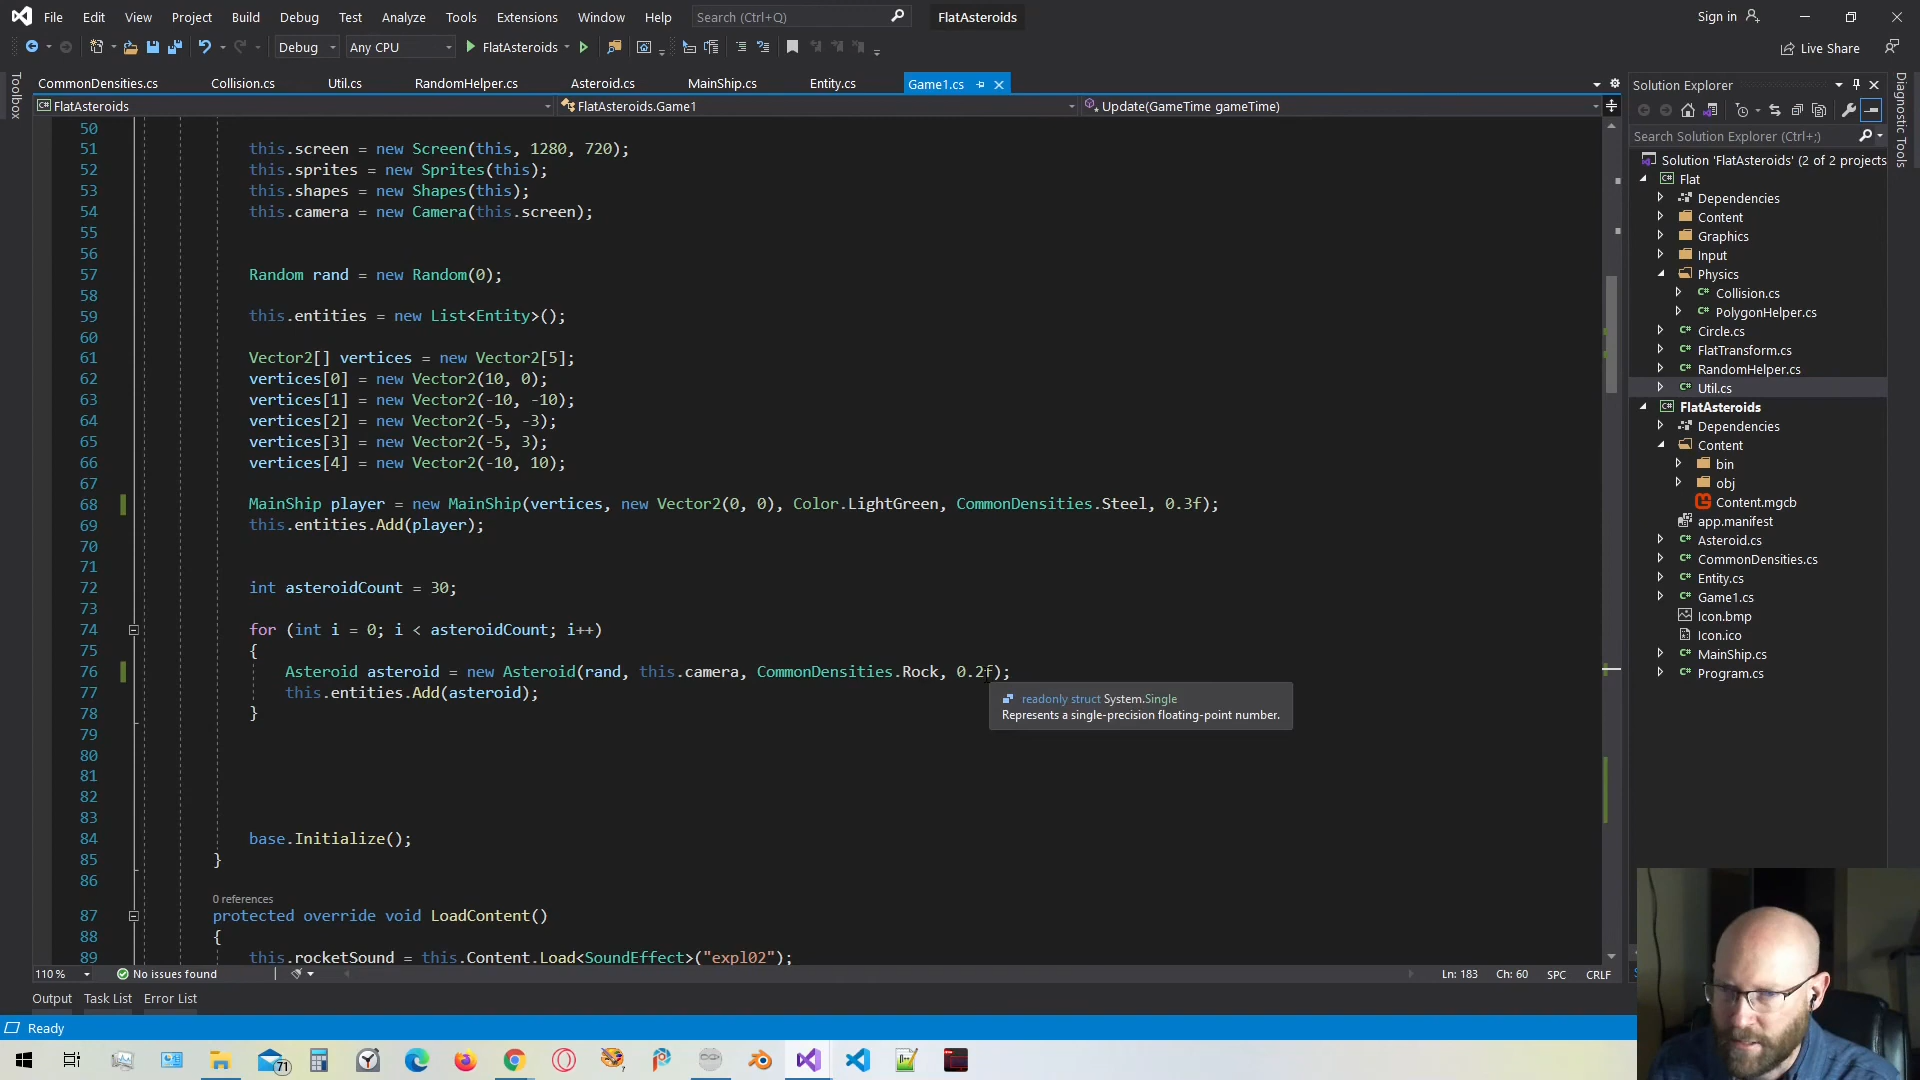 File Edit View Project Build Debug Test Analyze Tools Extensions Window Help Search (Ctrl+Q) FlatAsteroids Sign in
Debug Any CPU FlatAsteroids Live Share
CommonDensities.cs Collision.cs Util.cs RandomHelper.cs Asteroid.cs MainShip.cs Entity.cs Game1.cs
FlatAsteroids FlatAsteroids.Game1 Update(GameTime gameTime)
Toolbox
50
51 this.screen = new Screen(this, 1280, 720);
52 this.sprites = new Sprites(this);
53 this.shapes = new Shapes(this);
54 this.camera = new Camera(this.screen);
55
56
57 Random rand = new Random(0);
58
59 this.entities = new List<Entity>();
60
61 Vector2[] vertices = new Vector2[5];
62 vertices[0] = new Vector2(10, 0);
63 vertices[1] = new Vector2(-10, -10);
64 vertices[2] = new Vector2(-5, -3);
65 vertices[3] = new Vector2(-5, 3);
66 vertices[4] = new Vector2(-10, 10);
67
68 MainShip player = new MainShip(vertices, new Vector2(0, 0), Color.LightGreen, CommonDensities.Steel, 0.3f);
69 this.entities.Add(player);
70
71
72 int asteroidCount = 30;
73
74 for (int i = 0; i < asteroidCount; i++)
75 {
76 Asteroid asteroid = new Asteroid(rand, this.camera, CommonDensities.Rock, 0.2f);
77 this.entities.Add(asteroid);
78 }
readonly struct System.Single
Represents a single-precision floating-point number.
79
80
81
82
83
84 base.Initialize();
85 }
86
0 references
87 protected override void LoadContent()
88 {
89 this.rocketSound = this.Content.Load<SoundEffect>("expl02");
110 % No issues found Ln: 183 Ch: 60 SPC CRLF
Output Task List Error List
Ready
Solution Explorer
Search Solution Explorer (Ctrl+;)
Solution 'FlatAsteroids' (2 of 2 projects
Flat
Dependencies
Content
Graphics
Input
Physics
Collision.cs
PolygonHelper.cs
Circle.cs
FlatTransform.cs
RandomHelper.cs
Util.cs
FlatAsteroids
Dependencies
Content
bin
obj
Content.mgcb
app.manifest
Asteroid.cs
CommonDensities.cs
Entity.cs
Game1.cs
Icon.bmp
Icon.ico
MainShip.cs
Program.cs
Diagnostic Tools
71